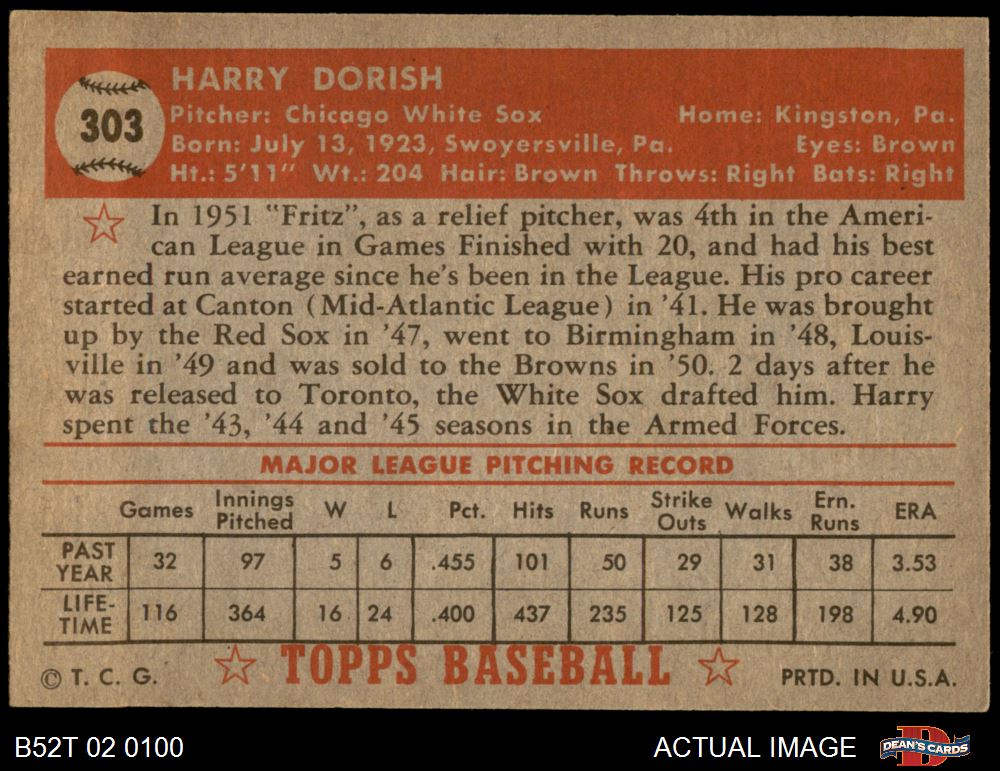 303
HARRY DORISH
Pitcher: Chicago White Sox Home: Kingston, Pa.
Born: July 13, 1923, Swoyersville, Pa. Eyes: Brown
Ht.: 5'11" Wt.: 204 Hair: Brown Throws: Right Bats: Right
In 1951 "Fritz", as a relief pitcher, was 4th in the Ameri-
can League in Games Finished with 20, and had his best
earned run average since he's been in the League. His pro career
started at Canton (Mid-Atlantic League) in '41. He was brought
up by the Red Sox in '47, went to Birmingham in '48, Louis-
ville in '49 and was sold to the Browns in '50. 2 days after he
was released to Toronto, the White Sox drafted him. Harry
spent the '43, '44 and '45 seasons in the Armed Forces.
MAJOR LEAGUE PITCHING RECORD
Games Innings Pitched W L Pct. Hits Runs Strike Outs Walks Ern. Runs ERA
PAST YEAR 32 97 5 6 .455 101 50 29 31 38 3.53
LIFE-TIME 116 364 16 24 .400 437 235 125 128 198 4.90
© T. C. G. TOPPS BASEBALL PRTD. IN U.S.A.
B52T 02 0100 ACTUAL IMAGE DEAN'S CARDS